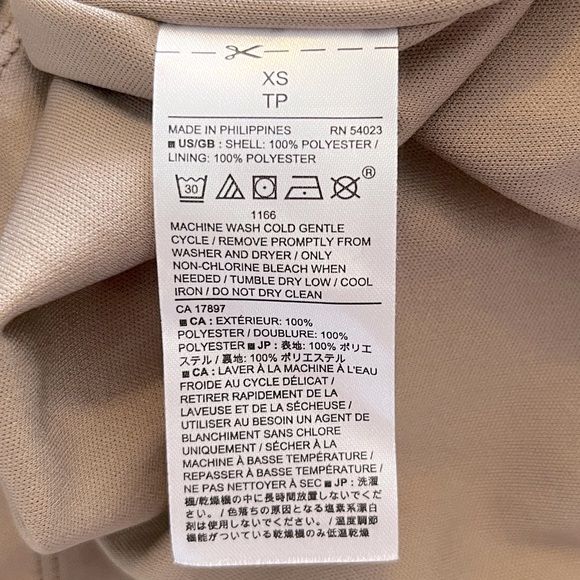 XS
TP
MADE IN PHILIPPINES RN 54023
US/GB : SHELL: 100% POLYESTER /
LINING: 100% POLYESTER
30 ®
1166
MACHINE WASH COLD GENTLE
CYCLE / REMOVE PROMPTLY FROM
WASHER AND DRYER / ONLY
NON-CHLORINE BLEACH WHEN
NEEDED / TUMBLE DRY LOW / COOL
IRON / DO NOT DRY CLEAN
CA 17897
CA : EXTÉRIEUR: 100%
POLYESTER / DOUBLURE: 100%
POLYESTER ■ JP : 表地: 100% ポリエ
ステル / 裏地: 100% ポリエステル
■ CA : LAVER À LA MACHINE À L'EAU
FROIDE AU CYCLE DÉLICAT /
RETIRER RAPIDEMENT DE LA
LAVEUSE ET DE LA SÉCHEUSE /
UTILISER AU BESOIN UN AGENT DE
BLANCHIMENT SANS CHLORE
UNIQUEMENT / SÉCHER À LA
MACHINE À BASSE TEMPÉRATURE /
REPASSER À BASSE TEMPÉRATURE /
NE PAS NETTOYER À SEC ■ JP : 洗濯
機/乾燥機の中に長時間放置しないでくだ
さい。/ 色落ちの原因となる塩素系漂白
剤は使用しないでください。/ 温度調節
機能がついている乾燥機のみ低温乾燥